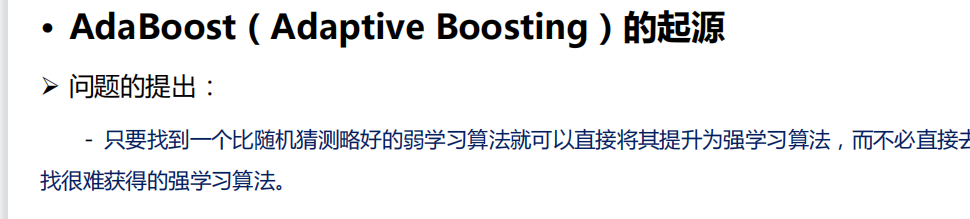 • AdaBoost（Adaptive Boosting）的起源
➢ 问题的提出：
- 只要找到一个比随机猜测略好的弱学习算法就可以直接将其提升为强学习算法，而不必直接去
找很难获得的强学习算法。